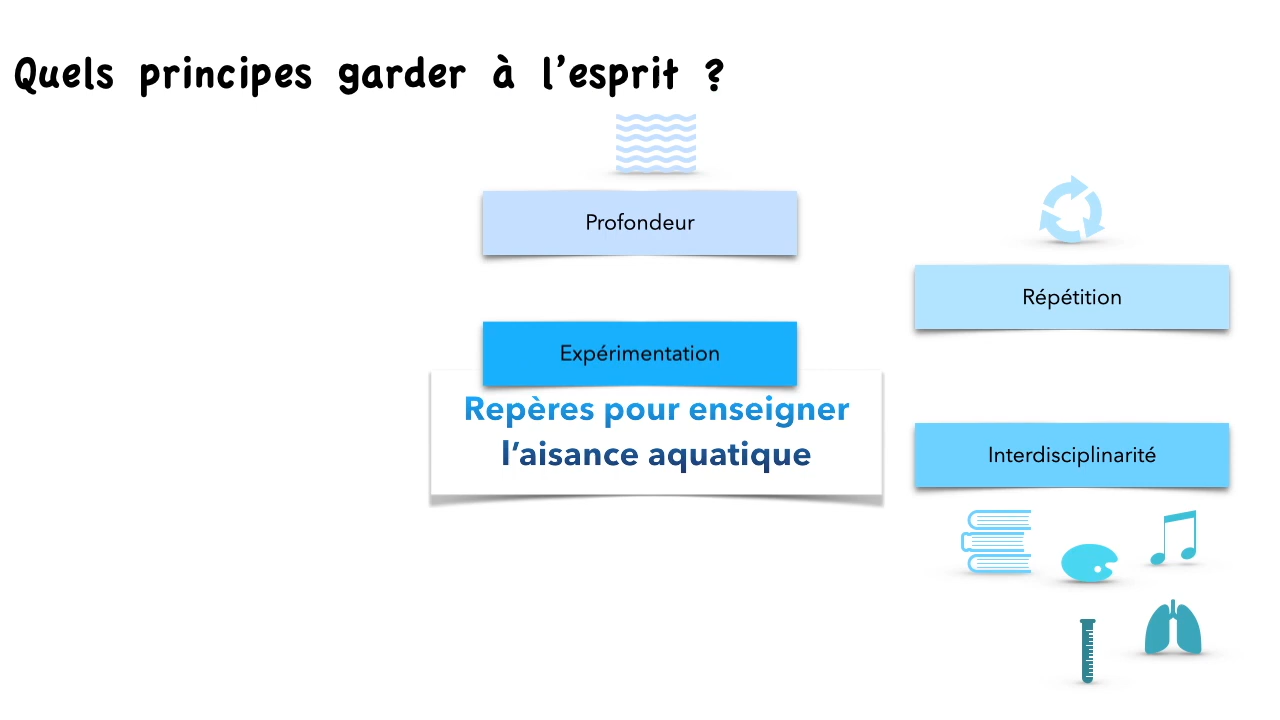 Quels principes garder à l’esprit ?
Profondeur
Répétition
Expérimentation
Repères pour enseigner
l’aisance aquatique
Interdisciplinarité